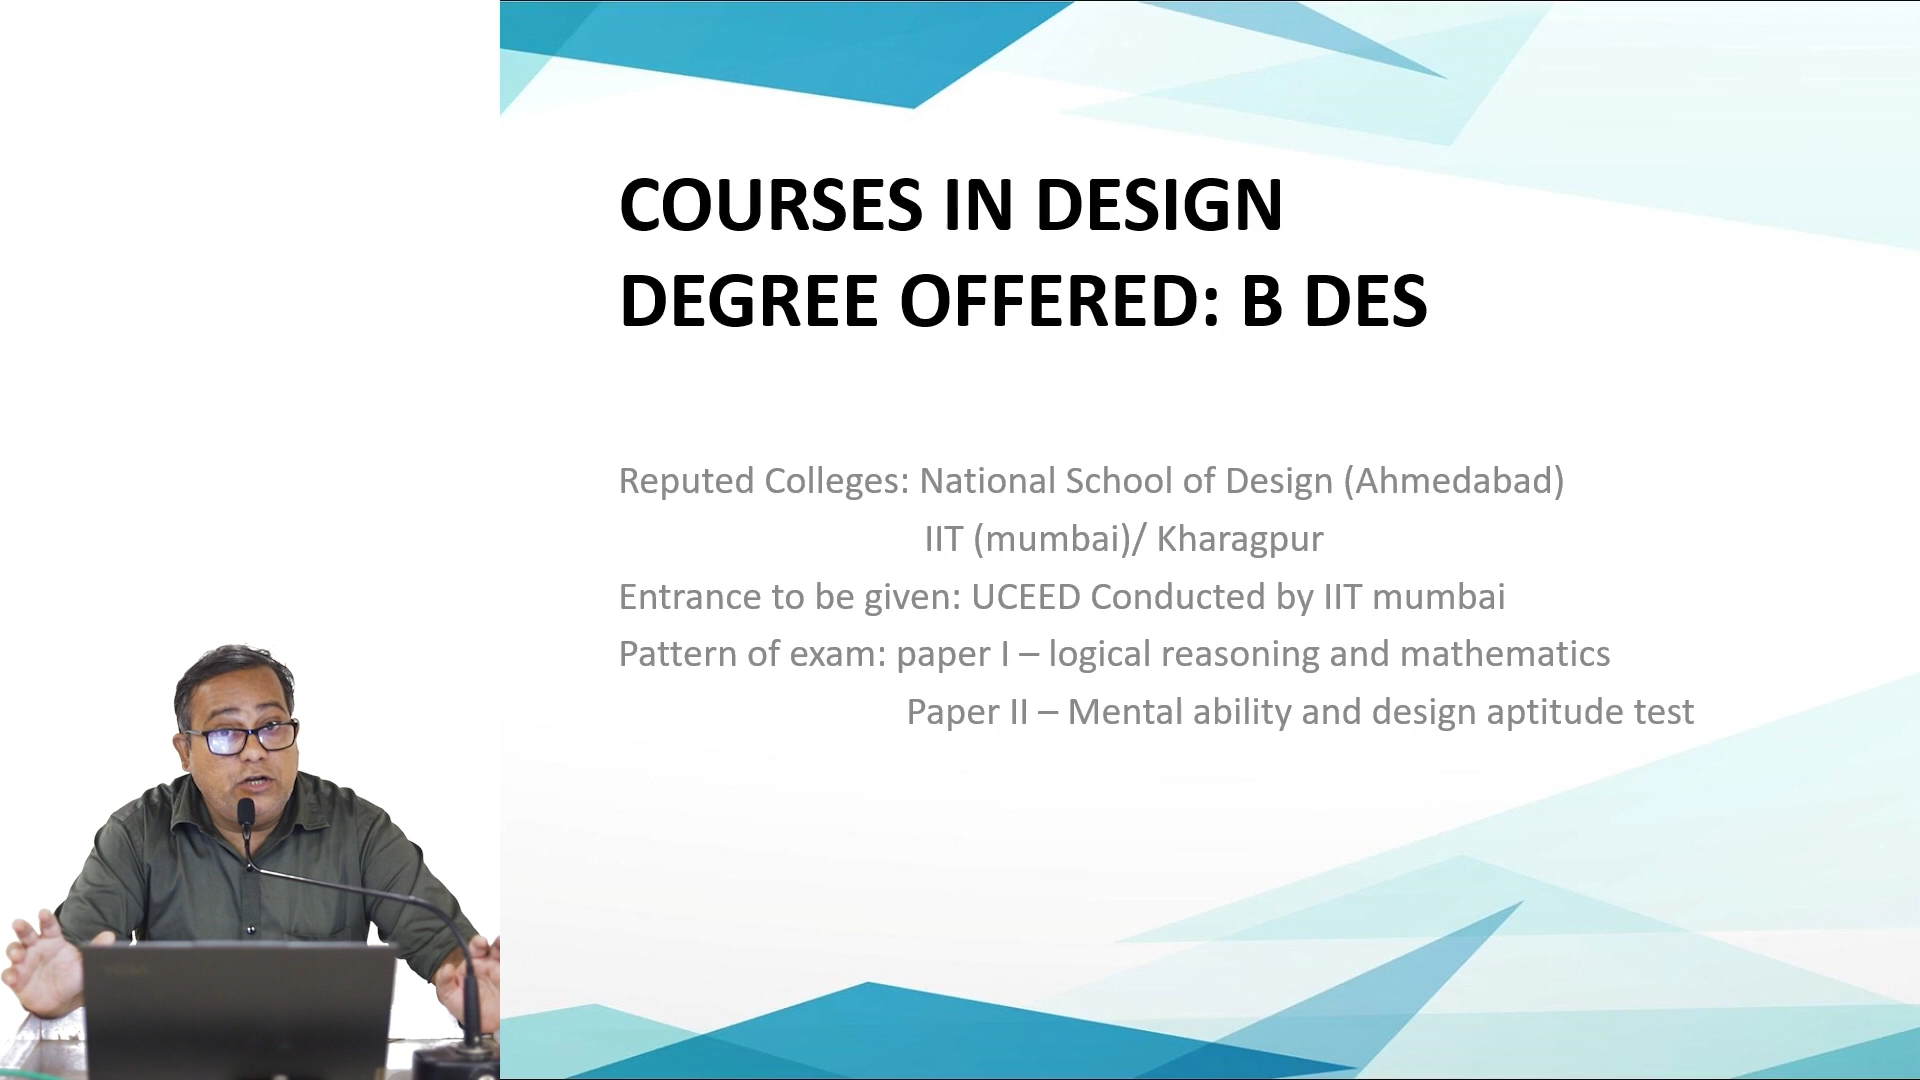 COURSES IN DESIGN
DEGREE OFFERED: B DES
Reputed Colleges: National School of Design (Ahmedabad)
IIT (mumbai)/ Kharagpur
Entrance to be given: UCEED Conducted by IIT mumbai
Pattern of exam: paper I – logical reasoning and mathematics
Paper II – Mental ability and design aptitude test